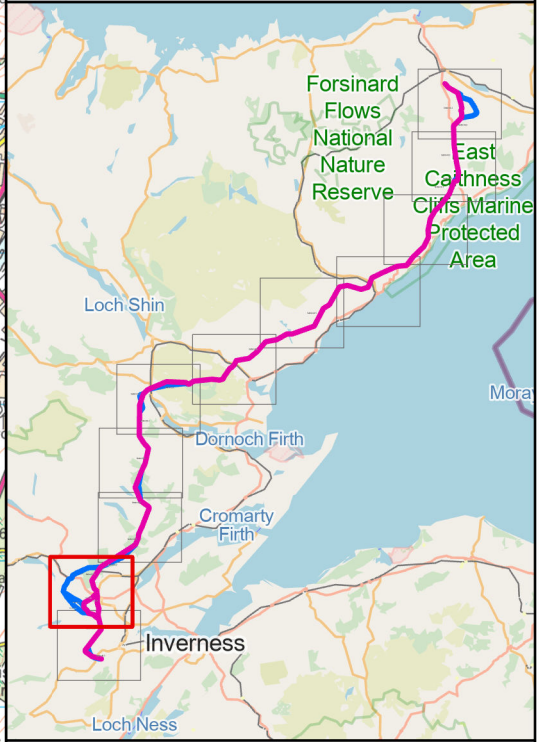 Forsinard
Flows
National
Nature
Reserve
East
Caithness
Cliffs Marine
Protected
Area
Loch Shin
Moray
Dornoch Firth
Cromarty
Firth
Inverness
Loch Ness